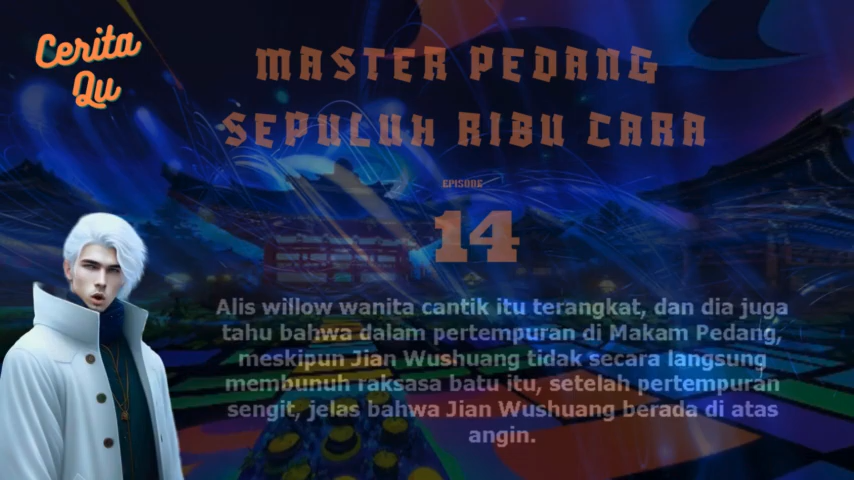 Cerita
Qu
MASTER PEDANG
SEPULUH RIBU CARA
EPISODE
14
Alis willow wanita cantik itu terangkat, dan dia juga
tahu bahwa dalam pertempuran di Makam Pedang,
meskipun Jian Wushuang tidak secara langsung
membunuh raksasa batu itu, setelah pertempuran
sengit, jelas bahwa Jian Wushuang berada di atas
angin.